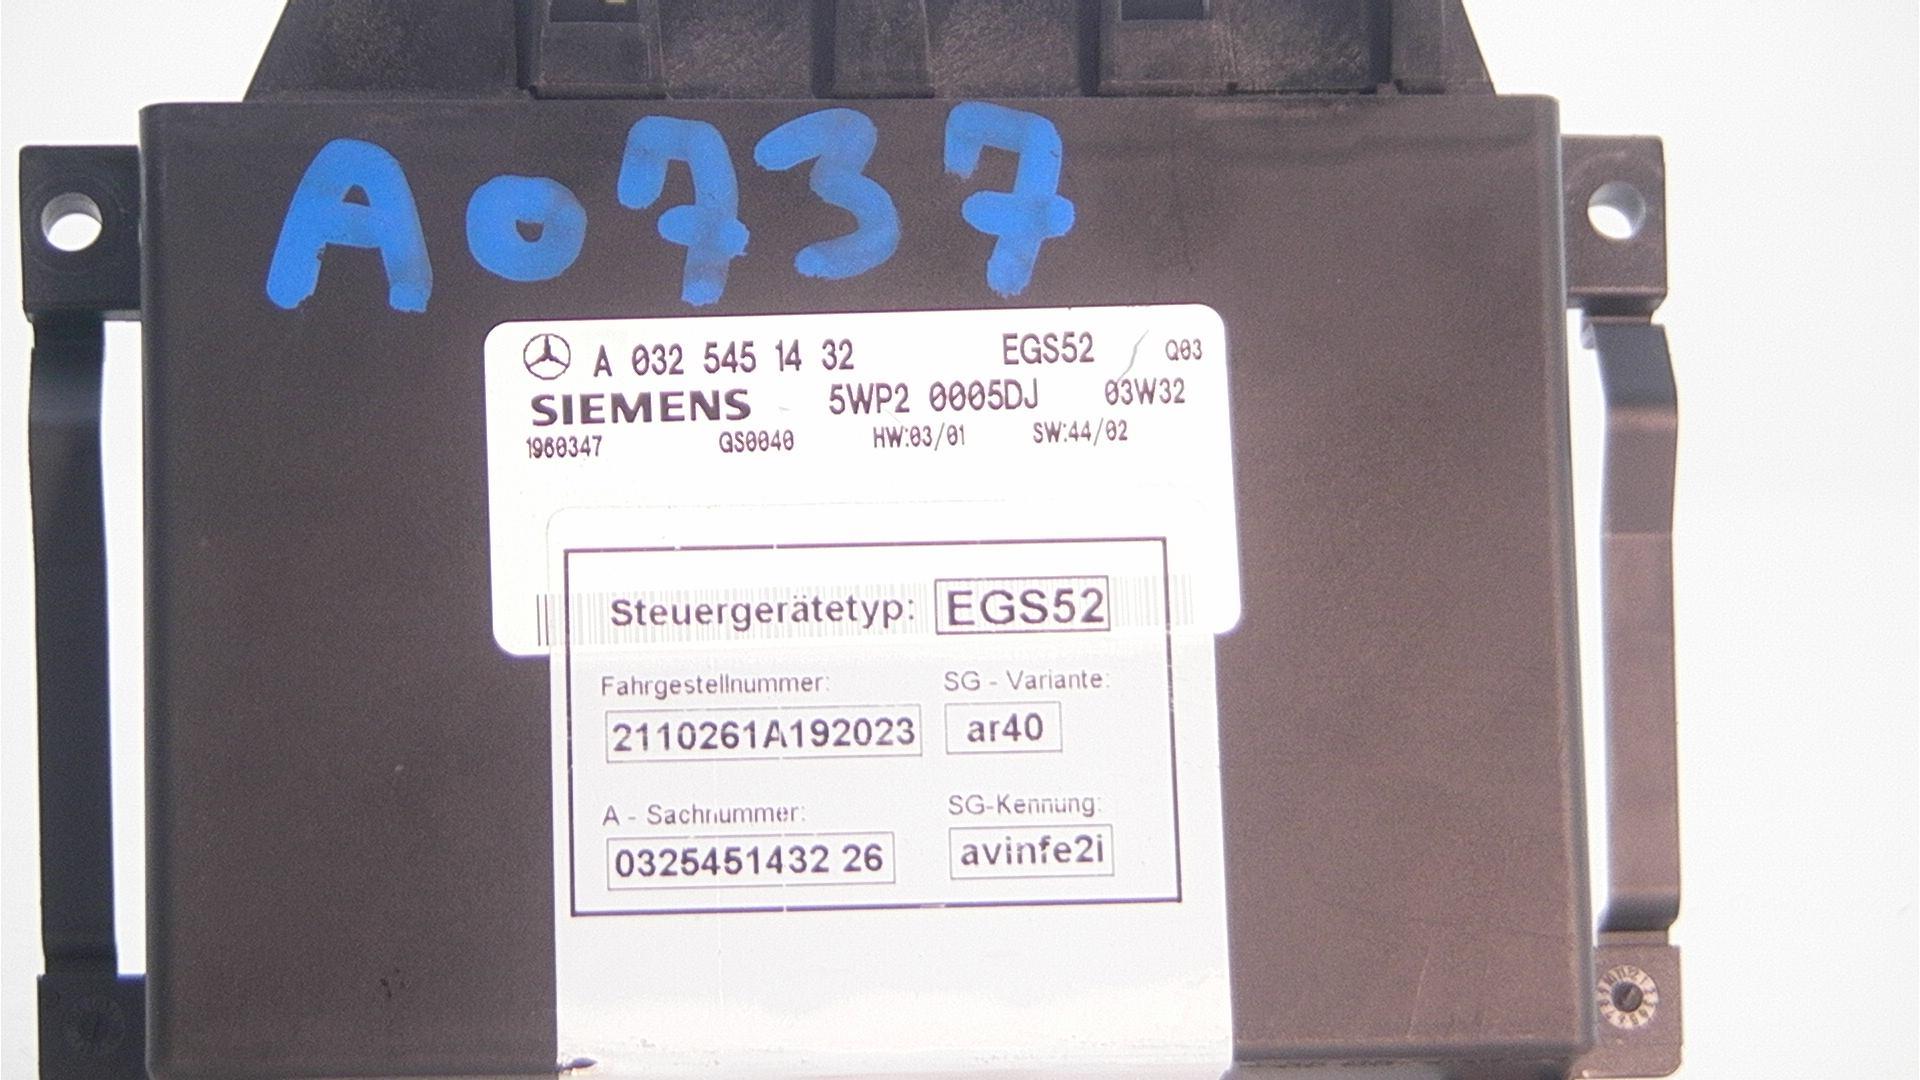 A0737
A 032 545 14 32 EGS52 Q03
SIEMENS 5WP2 0005DJ 03W32
1960347 GS0040 HW:03/01 SW:44/02
Steuergerätetyp: EGS52
Fahrgestellnummer: SG - Variante:
2110261A192023 ar40
A - Sachnummer: SG-Kennung:
0325451432 26 avinfe2i